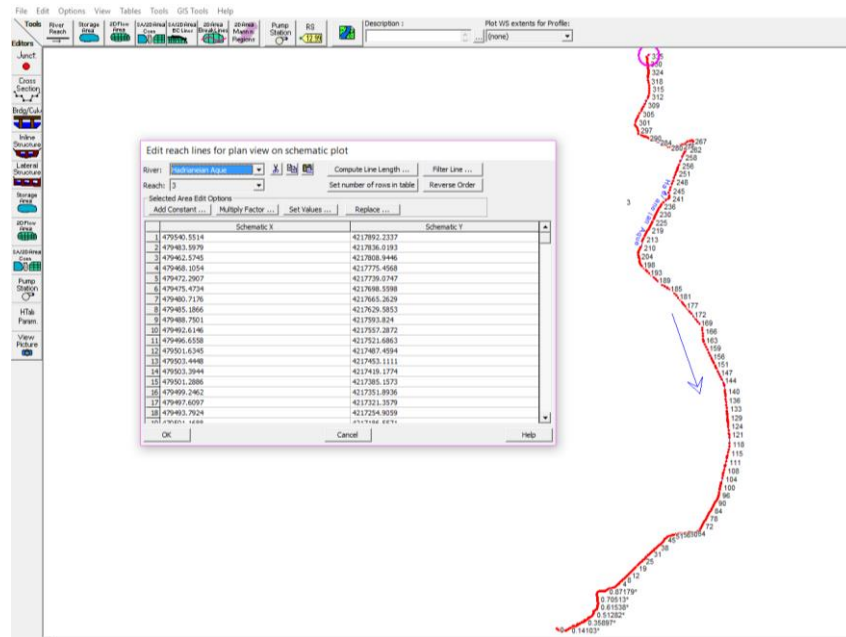 File Edit Options View Tables Tools GIS Tools Help
Tools
Editors
River Reach
Storage Area
2D Flow Area
SA/2D Area Conn
SA/2D Area BC Lines
2D Area BreakLines
2D Area Mann n Regions
Pump Station
RS
Description :
Plot WS extents for Profile:
(none)
Junct.
Cross Section
Brdg/Culv
Inline Structure
Lateral Structure
Storage Area
2D Flow Area
SA/2D Area Conn
Pump Station
HTab Param.
View Picture
Edit reach lines for plan view on schematic plot
River: Hadrianean Aque
Compute Line Length ... Filter Line ...
Reach: 3
Set number of rows in table Reverse Order
Selected Area Edit Options
Add Constant ... Multiply Factor ... Set Values ... Replace ...
Schematic X Schematic Y
1 479540.5514 4217892.2337
2 479483.5979 4217836.0193
3 479462.5745 4217808.9446
4 479468.1054 4217775.4568
5 479472.2907 4217739.0747
6 479475.4734 4217698.5598
7 479480.7176 4217665.2629
8 479485.1866 4217629.5853
9 479488.7501 4217593.824
10 479492.6146 4217557.2872
11 479496.6558 4217521.6863
12 479501.6345 4217487.4594
13 479503.4448 4217453.1111
14 479503.3944 4217419.1774
15 479501.2886 4217385.1573
16 479499.2462 4217351.8936
17 479497.6097 4217321.3579
18 479493.7924 4217254.9059
OK Cancel Help
324
318
315
312
309
305
301
297
290
284
267
262
258
256
251
248
245
241
236
230
225
219
213
210
204
198
193
189
185
181
177
172
169
166
163
159
156
151
147
144
140
136
133
129
124
121
118
115
111
108
104
100
96
90
84
78
72
38
31
25
19
12
0.87179*
0.70513*
0.61538*
0.51282*
0.35897*
0.14103*
3